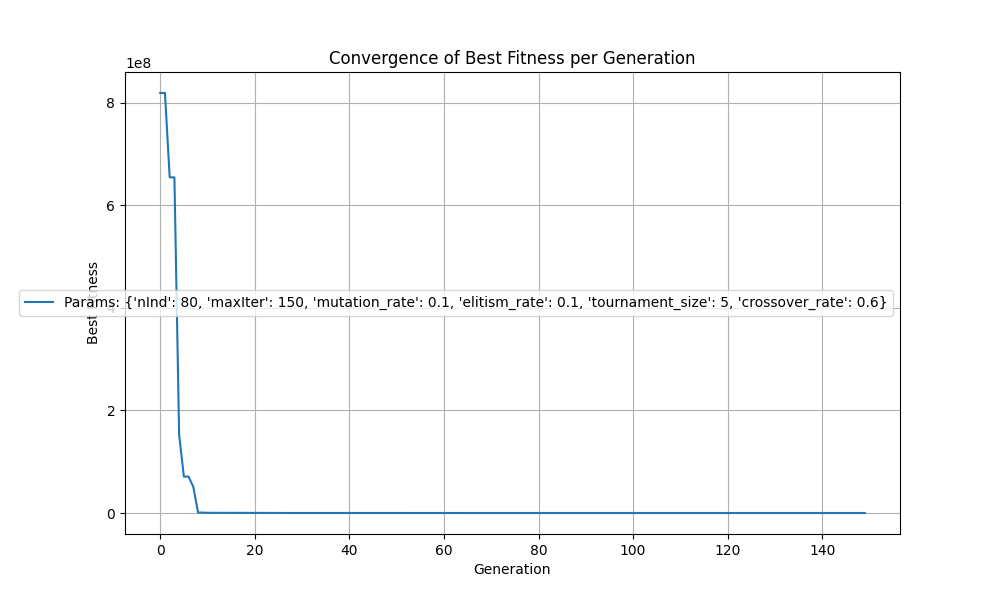 Convergence of Best Fitness per Generation
1e8
8
6
Params: {'nInd': 80, 'maxIter': 150, 'mutation_rate': 0.1, 'elitism_rate': 0.1, 'tournament_size': 5, 'crossover_rate': 0.6}
2
0
0 20 40 60 80 100 120 140
Generation
Best